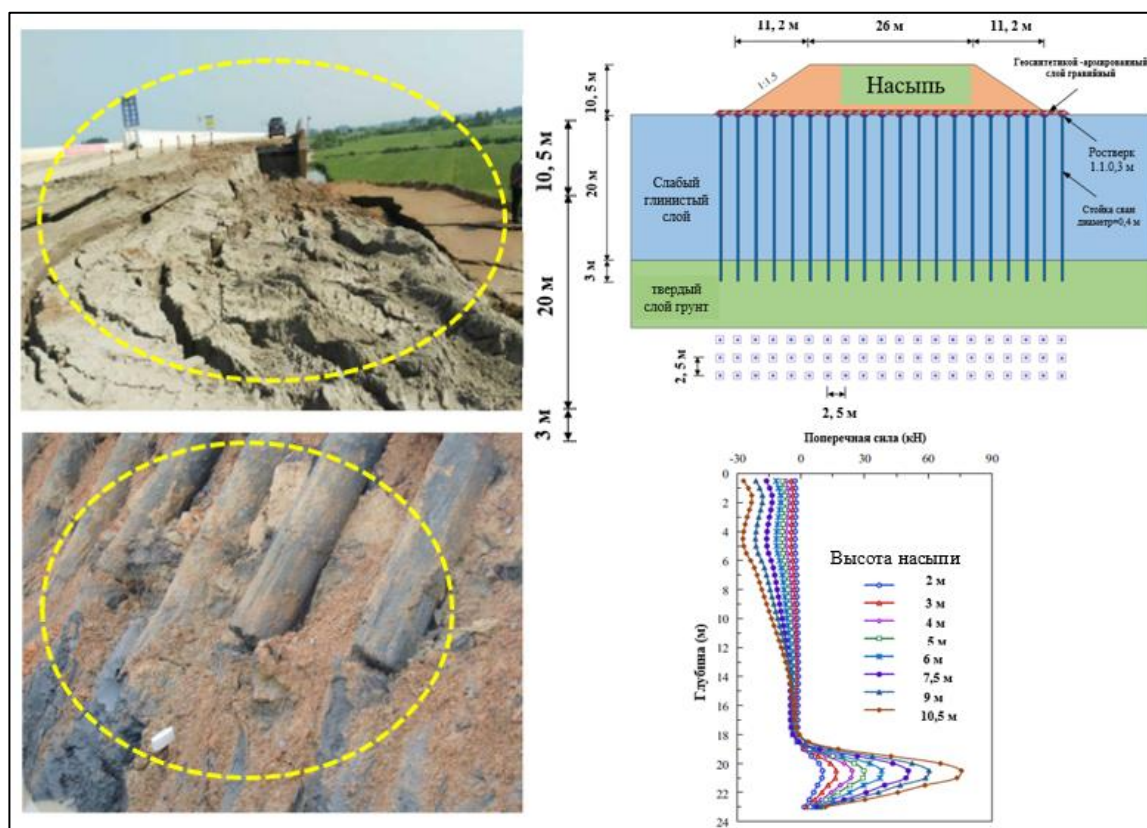 10, 5 м
20 м
3 м
11, 2 м
26 м
11, 2 м
Геосинтетикой -армированный
слой гравийный
1:1.5
Насыпь
10, 5 м
Слабый
глинистый
слой
20 м
Ростверк
1.1.0,3 м
Стойка сваи
диаметр=0,4 м
3 м
твердый
слой грунт
2, 5 м
2, 5 м
Поперечная сила (кН)
-30 0 30 60 90
0
2
4
6
8
10
12
14
16
18
20
22
24
Глубина (м)
Высота насыпи
2 м
3 м
4 м
5 м
6 м
7,5 м
9 м
10,5 м